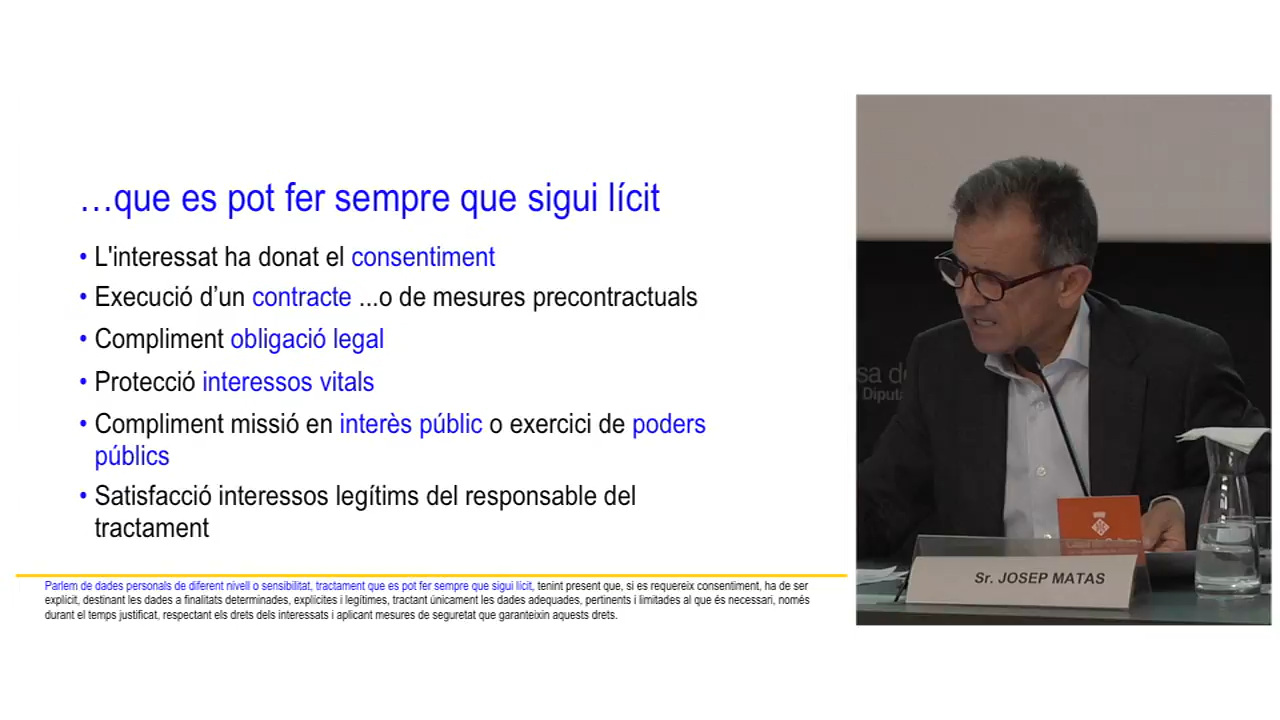 …que es pot fer sempre que sigui lícit
• L'interessat ha donat el consentiment
• Execució d’un contracte ...o de mesures precontractuals
• Compliment obligació legal
• Protecció interessos vitals
• Compliment missió en interès públic o exercici de poders
públics
• Satisfacció interessos legítims del responsable del
tractament
Parlem de dades personals de diferent nivell o sensibilitat, tractament que es pot fer sempre que sigui lícit, tenint present que, si es requereix consentiment, ha de ser
explícit, destinant les dades a finalitats determinades, explícites i legítimes, tractant únicament les dades adequades, pertinents i limitades al que és necessari, només
durant el temps justificat, respectant els drets dels interessats i aplicant mesures de seguretat que garanteixin aquests drets.
sa de
Diputa
Sr. JOSEP MATAS